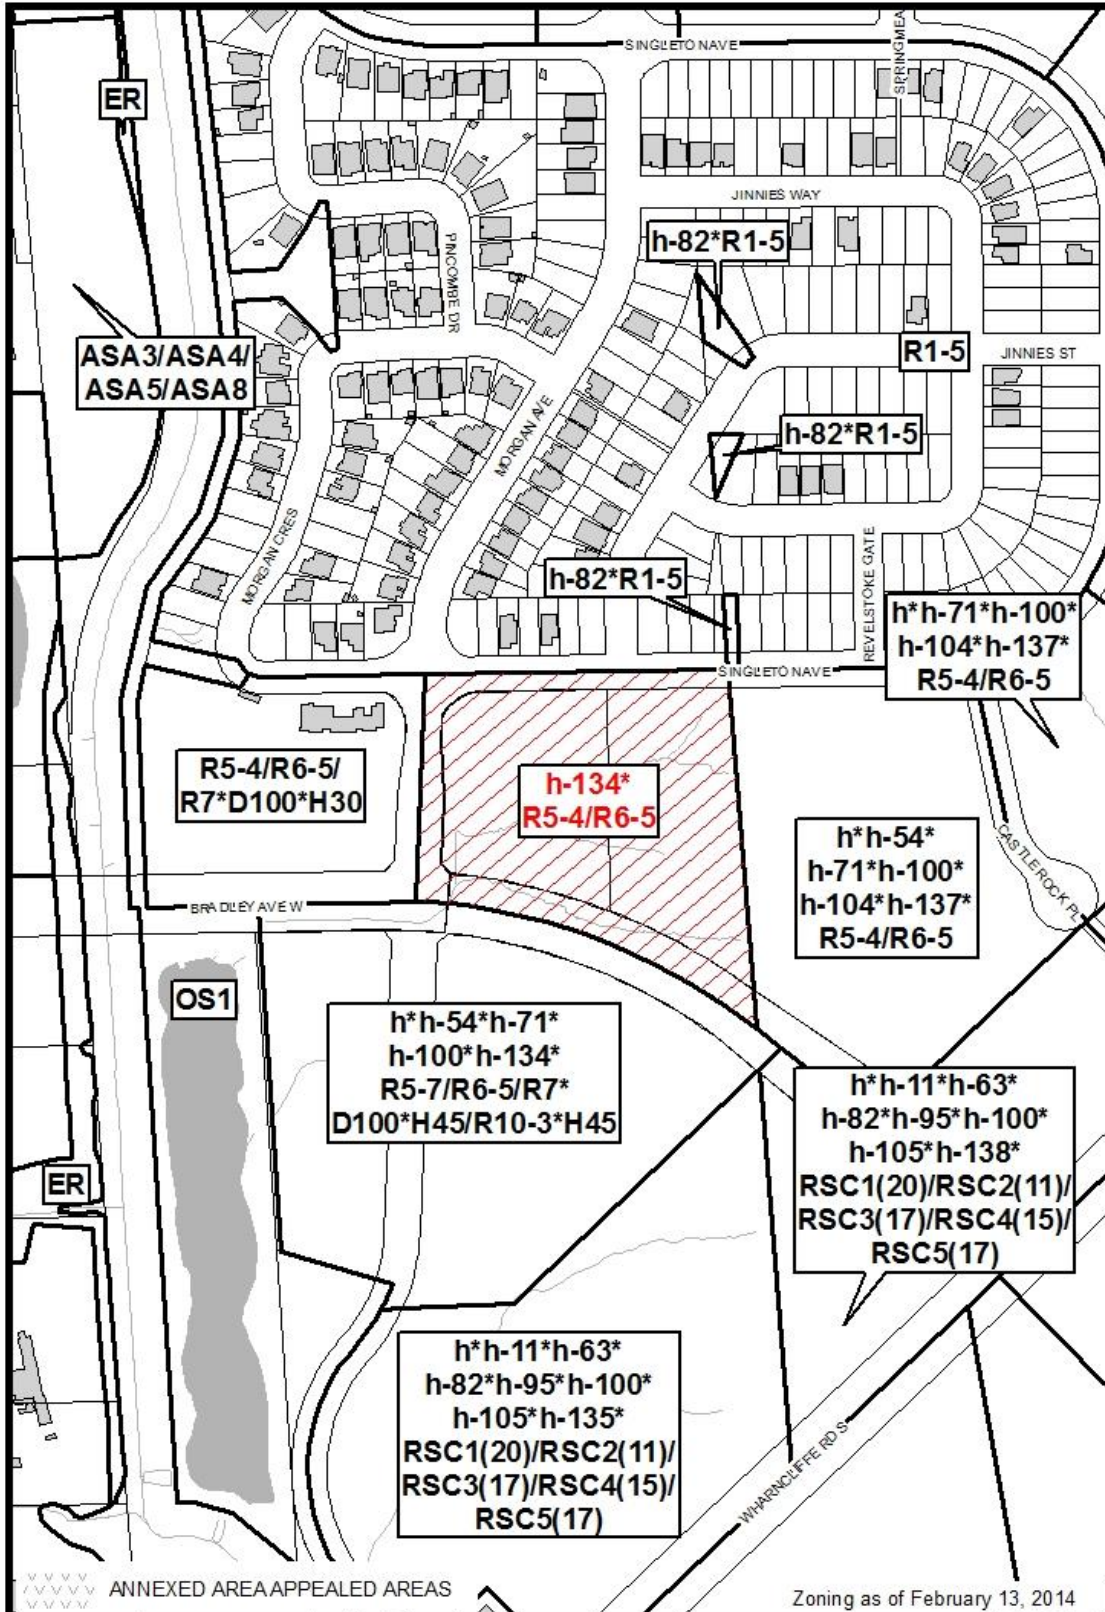 SINGLETON AVE
SPRINGMEA
ER
JINNIES WAY
h-82*R1-5
PINCOMBE DR
ASA3/ASA4/
ASA5/ASA8
R1-5
JINNIES ST
MORGAN AVE
h-82*R1-5
MORGAN CRES
h-82*R1-5
REVELSTOKE GATE
h*h-71*h-100*
h-104*h-137*
R5-4/R6-5
SINGLETON AVE
R5-4/R6-5/
R7*D100*H30
h-134*
R5-4/R6-5
h*h-54*
h-71*h-100*
h-104*h-137*
R5-4/R6-5
CASTLEROCK PL
BRADLEY AVE W
OS1
h*h-54*h-71*
h-100*h-134*
R5-7/R6-5/R7*
D100*H45/R10-3*H45
h*h-11*h-63*
h-82*h-95*h-100*
h-105*h-138*
RSC1(20)/RSC2(11)/
RSC3(17)/RSC4(15)/
RSC5(17)
ER
h*h-11*h-63*
h-82*h-95*h-100*
h-105*h-135*
RSC1(20)/RSC2(11)/
RSC3(17)/RSC4(15)/
RSC5(17)
WHARNCLIFFE RD S
ANNEXED AREA APPEALED AREAS
Zoning as of February 13, 2014